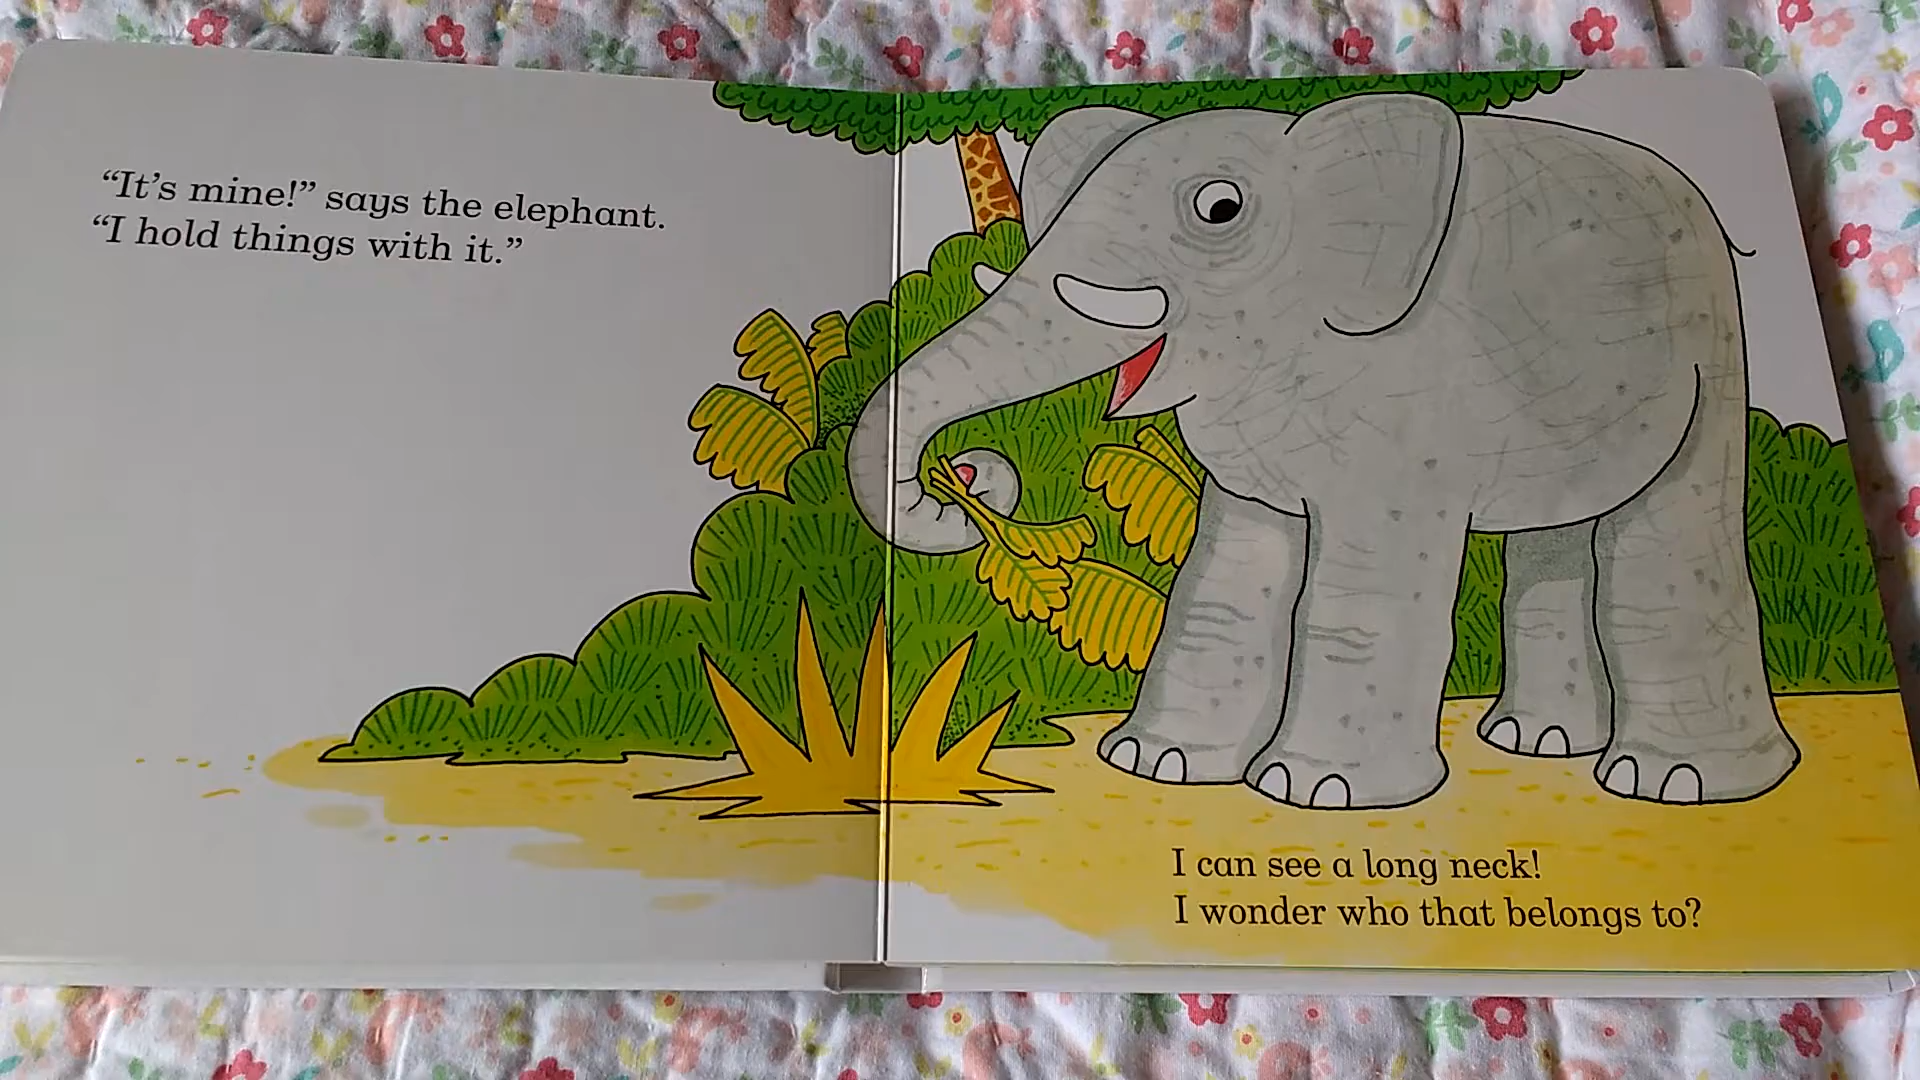 “It’s mine!” says the elephant.
“I hold things with it.”
I can see a long neck!
I wonder who that belongs to?